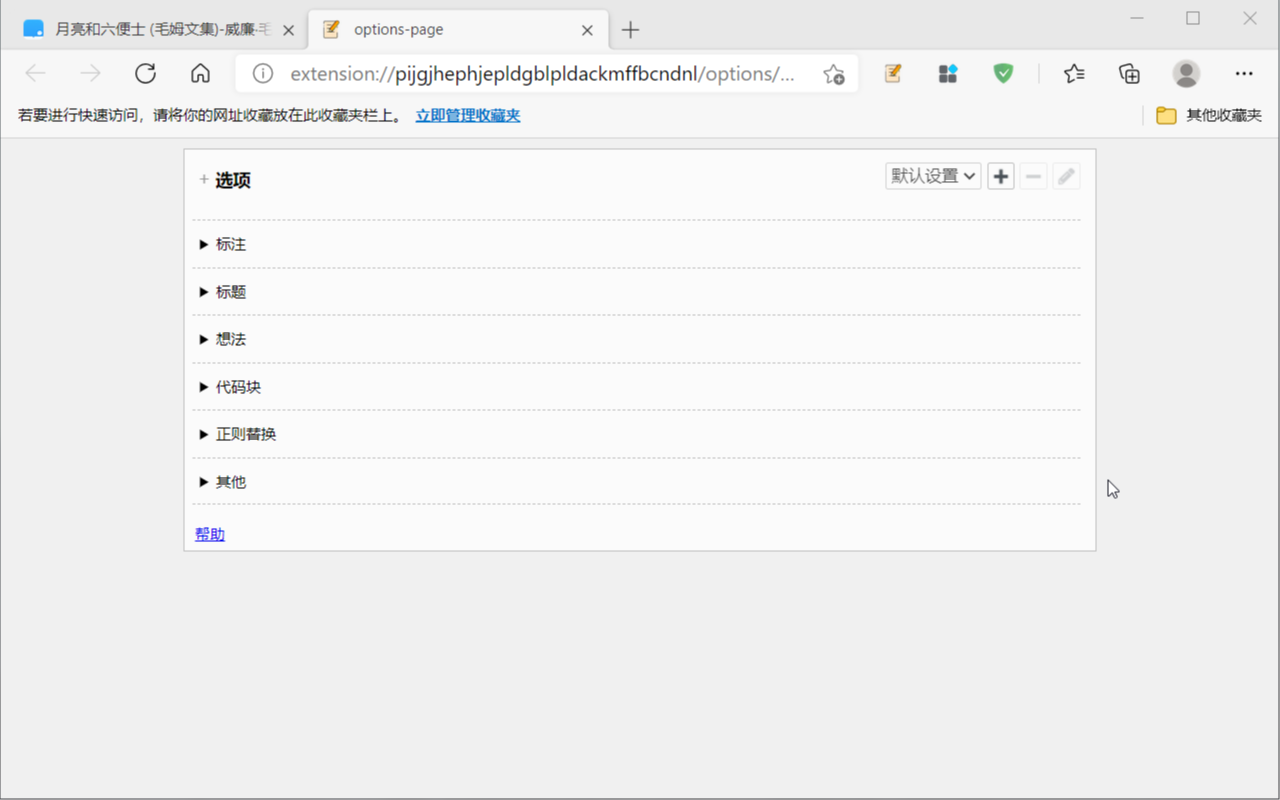 月亮和六便士 (毛姆文集)-威廉·毛
options-page
extension://pijgjhephjepldgblpldackmffbcndnl/options/...
若要进行快速访问，请将你的网址收藏放在此收藏夹栏上。 立即管理收藏夹
其他收藏夹
+ 选项
默认设置
标注
标题
想法
代码块
正则替换
其他
帮助